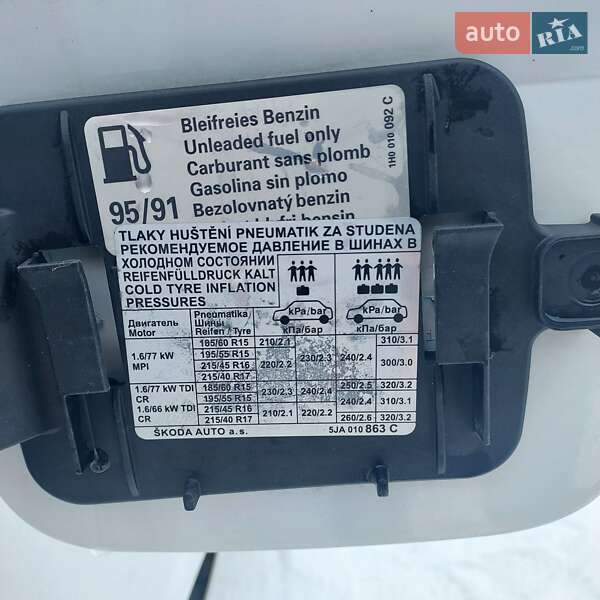 auto RIA.com
Bleifreies Benzin
Unleaded fuel only
Carburant sans plomb
Gasolina sin plomo
95/91 Bezolovnatý benzin
1H0 010 092 C
TLAKY HUŠTĚNÍ PNEUMATIK ZA STUDENA
РЕКОМЕНДУЕМОЕ ДАВЛЕНИЕ В ШИНАХ В
ХОЛОДНОМ СОСТОЯНИИ
REIFENFÜLLDRUCK KALT
COLD TYRE INFLATION
PRESSURES
Двигатель
Motor
Pneumatika/
Шины
Reifen / Tyre
kPa/bar kPa/bar
кПа/бар кПа/бар
1.6/77 kW
MPI
185/60 R15 210/2.1 310/3.1
195/55 R15
215/45 R16 220/2.2 230/2.3 240/2.4 300/3.0
215/40 R17
1.6/77 kW TDI
CR
1.6/66 kW TDI
CR
185/60 R15 230/2.3 240/2.4 250/2.5 320/3.2
195/55 R15
215/45 R16 210/2.1 220/2.2 240/2.4 310/3.1
215/40 R17 260/2.6 320/3.2
ŠKODA AUTO a.s. 5JA 010 863 C